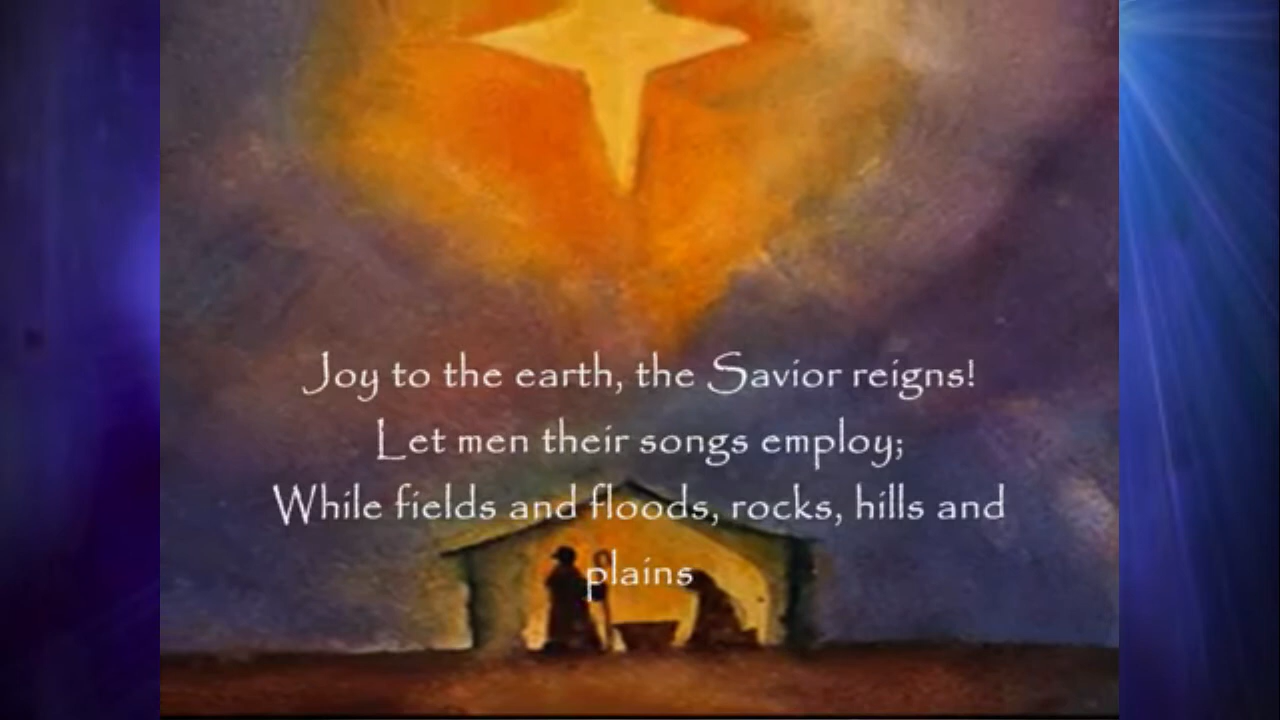 Joy to the earth, the Savior reigns!
Let men their songs employ;
While fields and floods, rocks, hills and
plains